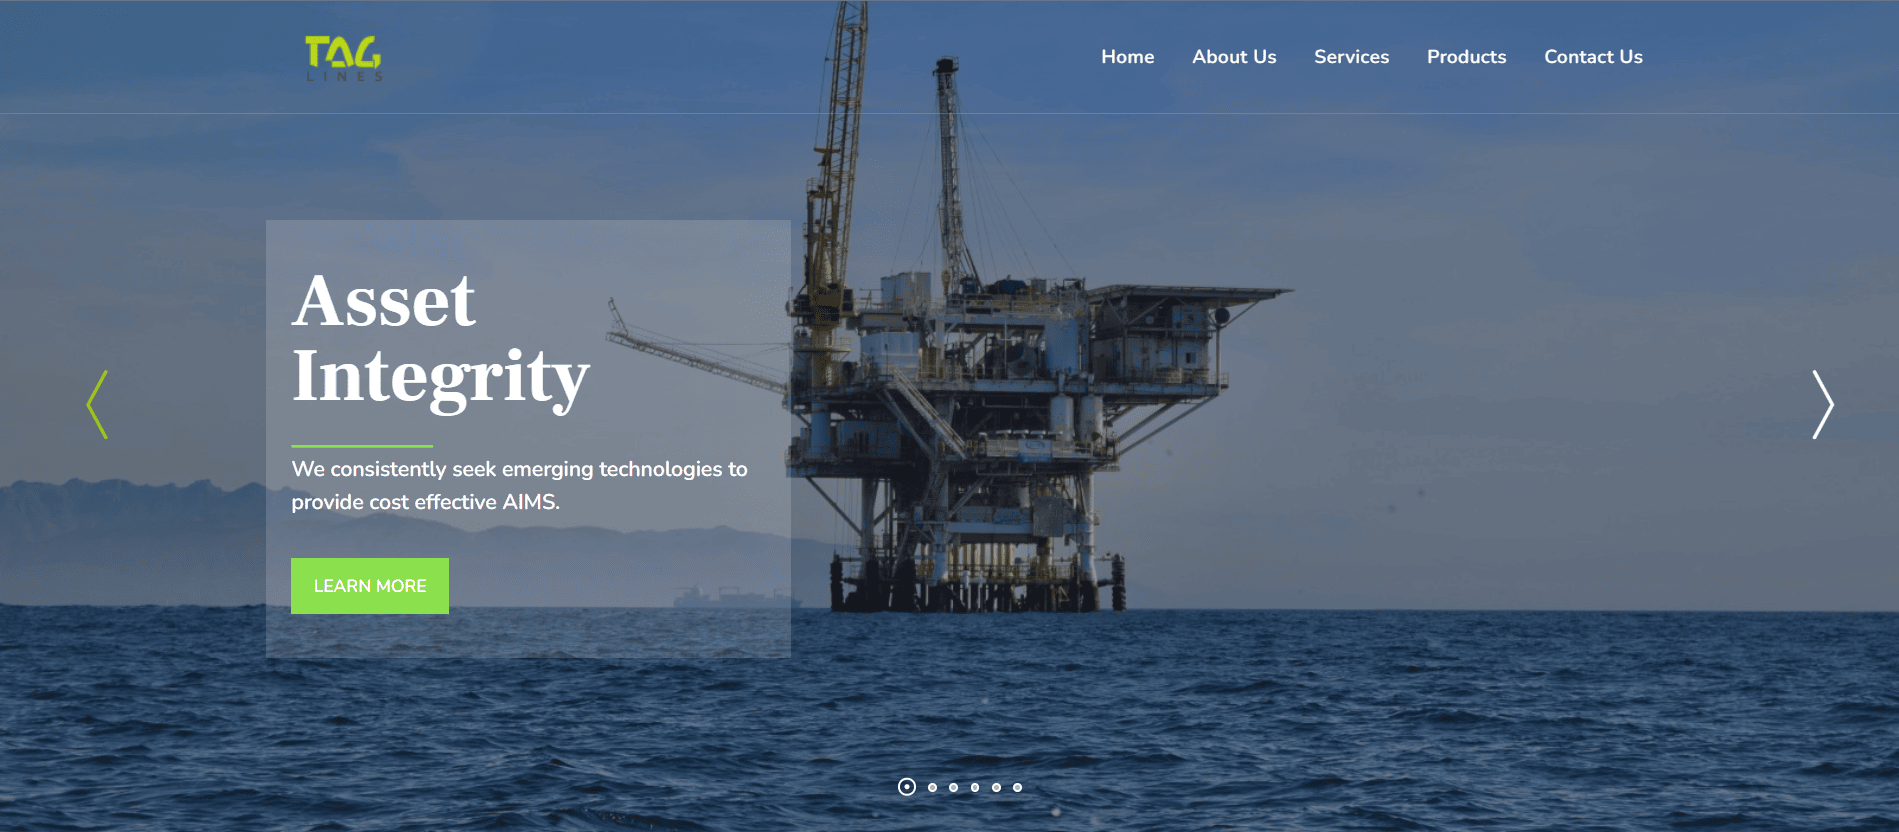 TAG
LINES
Home
About Us
Services
Products
Contact Us
Asset
Integrity
We consistently seek emerging technologies to
provide cost effective AIMS.
LEARN MORE